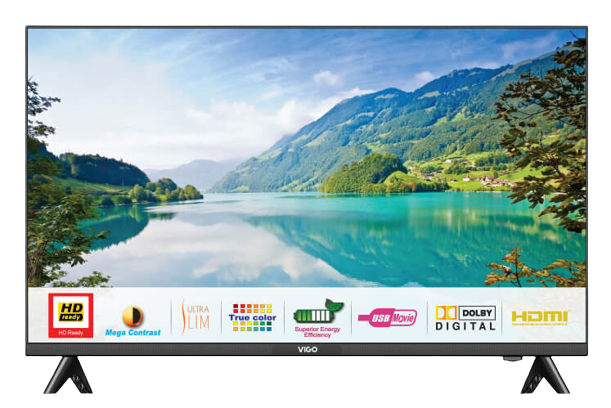 HD
ready
HD Ready
Mega Contrast
ULTRA
SLIM
True color
Superior Energy
Efficiency
USB Movie
DOLBY
DIGITAL
HDMI
VIGO